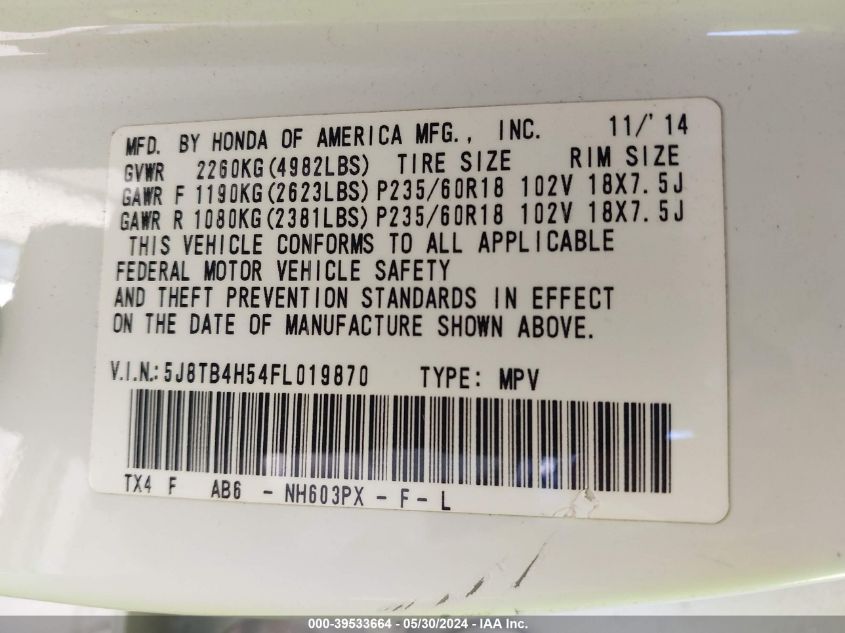 MFD. BY HONDA OF AMERICA MFG., INC. 11/'14
GVWR 2260KG(4982LBS) TIRE SIZE RIM SIZE
GAWR F 1190KG(2623LBS) P235/60R18 102V 18X7.5J
GAWR R 1080KG(2381LBS) P235/60R18 102V 18X7.5J
THIS VEHICLE CONFORMS TO ALL APPLICABLE
FEDERAL MOTOR VEHICLE SAFETY
AND THEFT PREVENTION STANDARDS IN EFFECT
ON THE DATE OF MANUFACTURE SHOWN ABOVE.
V.I.N.: 5J8TB4H54FL019870 TYPE: MPV
TX4 F AB6 - NH603PX - F - L
000-39533664 - 05/30/2024 - IAA Inc.